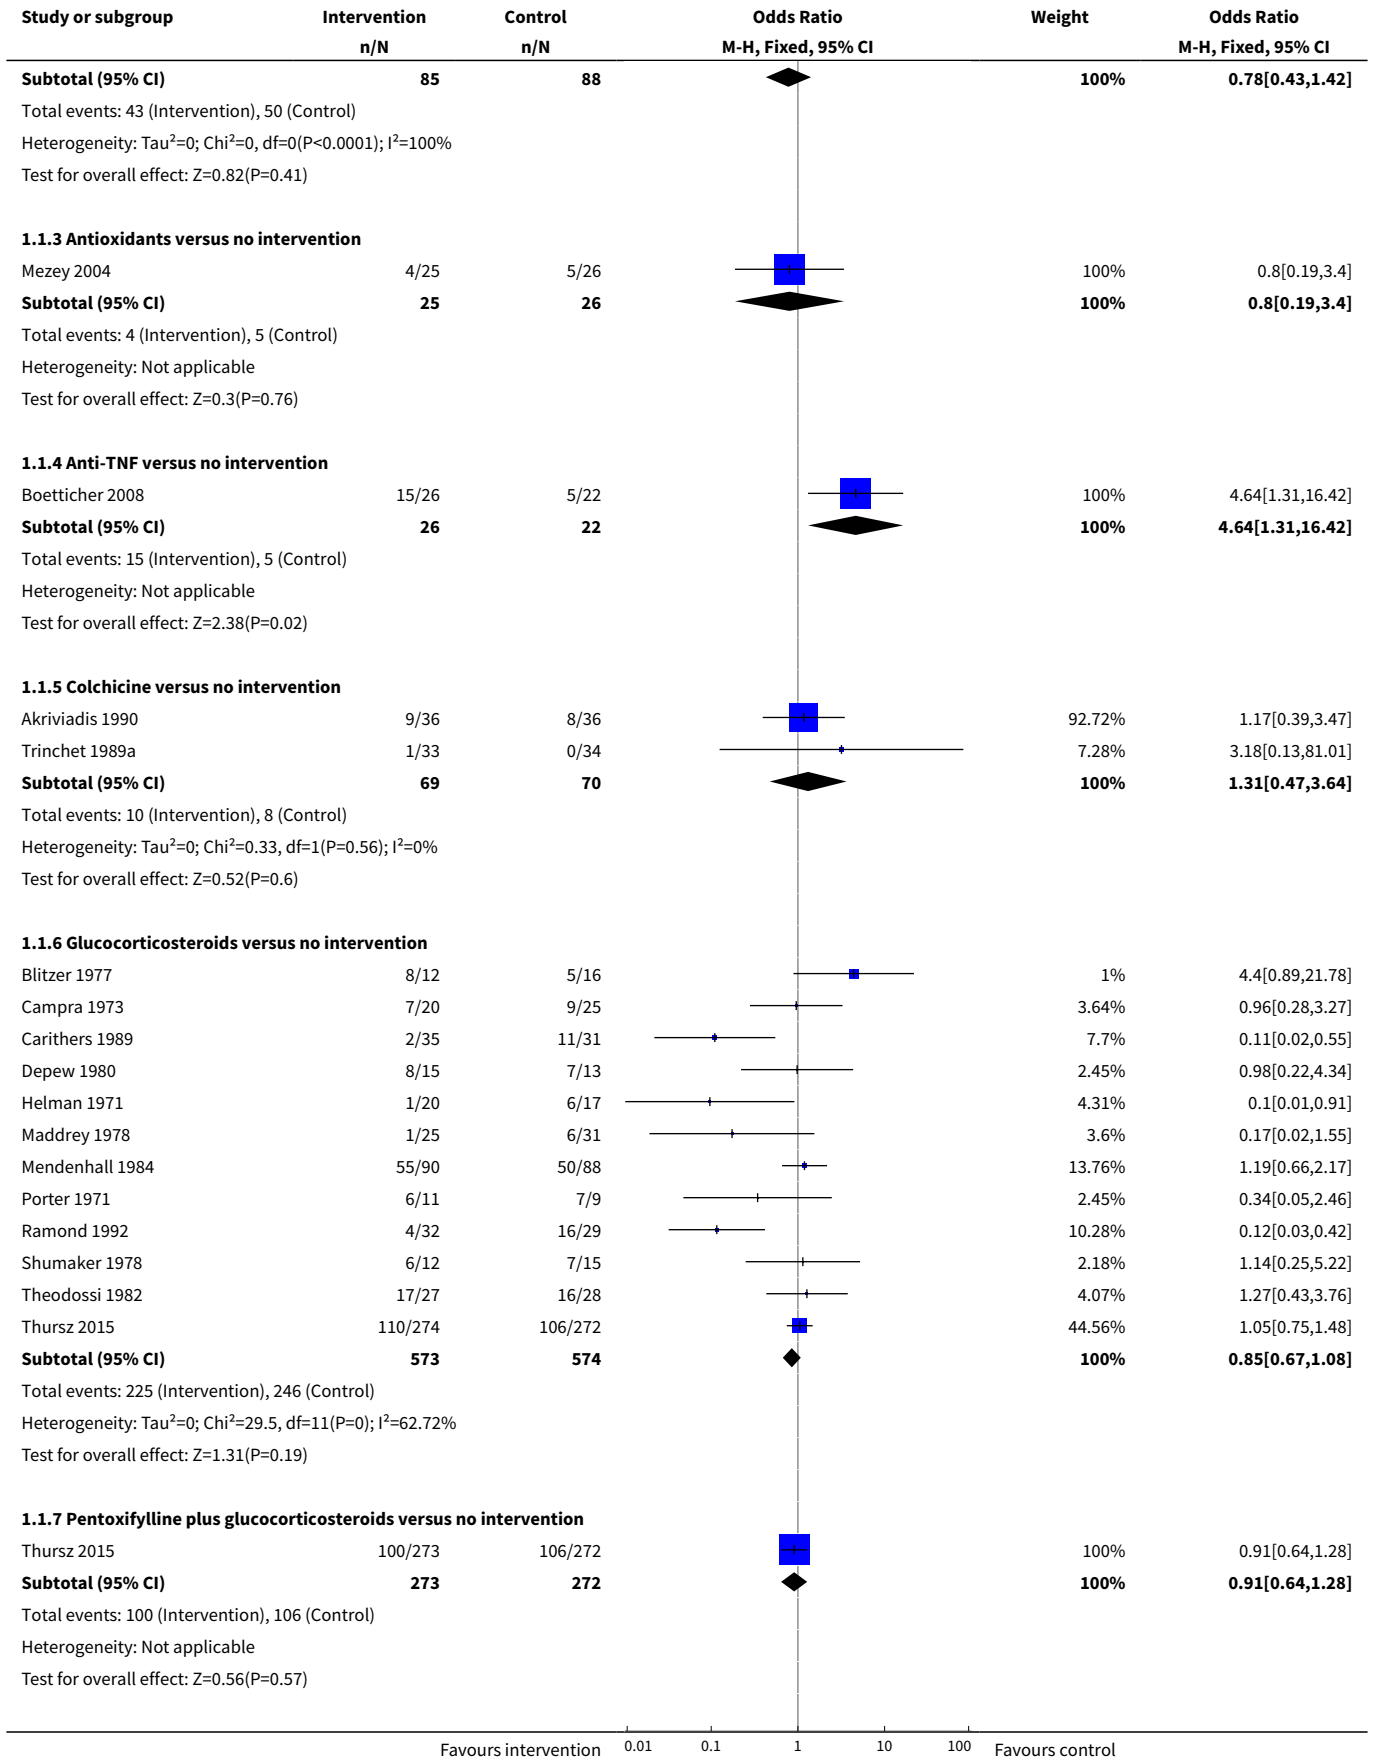 Study or subgroup Intervention Control Odds Ratio Weight Odds Ratio
n/N n/N M-H, Fixed, 95% CI M-H, Fixed, 95% CI
Subtotal (95% CI) 85 88 100% 0.78[0.43,1.42]
Total events: 43 (Intervention), 50 (Control)
Heterogeneity: Tau²=0; Chi²=0, df=0(P<0.0001); I²=100%
Test for overall effect: Z=0.82(P=0.41)
1.1.3 Antioxidants versus no intervention
Mezey 2004 4/25 5/26 100% 0.8[0.19,3.4]
Subtotal (95% CI) 25 26 100% 0.8[0.19,3.4]
Total events: 4 (Intervention), 5 (Control)
Heterogeneity: Not applicable
Test for overall effect: Z=0.3(P=0.76)
1.1.4 Anti-TNF versus no intervention
Boetticher 2008 15/26 5/22 100% 4.64[1.31,16.42]
Subtotal (95% CI) 26 22 100% 4.64[1.31,16.42]
Total events: 15 (Intervention), 5 (Control)
Heterogeneity: Not applicable
Test for overall effect: Z=2.38(P=0.02)
1.1.5 Colchicine versus no intervention
Akriviadis 1990 9/36 8/36 92.72% 1.17[0.39,3.47]
Trinchet 1989a 1/33 0/34 7.28% 3.18[0.13,81.01]
Subtotal (95% CI) 69 70 100% 1.31[0.47,3.64]
Total events: 10 (Intervention), 8 (Control)
Heterogeneity: Tau²=0; Chi²=0.33, df=1(P=0.56); I²=0%
Test for overall effect: Z=0.52(P=0.6)
1.1.6 Glucocorticosteroids versus no intervention
Blitzer 1977 8/12 5/16 1% 4.4[0.89,21.78]
Campra 1973 7/20 9/25 3.64% 0.96[0.28,3.27]
Carithers 1989 2/35 11/31 7.7% 0.11[0.02,0.55]
Depew 1980 8/15 7/13 2.45% 0.98[0.22,4.34]
Helman 1971 1/20 6/17 4.31% 0.1[0.01,0.91]
Maddrey 1978 1/25 6/31 3.6% 0.17[0.02,1.55]
Mendenhall 1984 55/90 50/88 13.76% 1.19[0.66,2.17]
Porter 1971 6/11 7/9 2.45% 0.34[0.05,2.46]
Ramond 1992 4/32 16/29 10.28% 0.12[0.03,0.42]
Shumaker 1978 6/12 7/15 2.18% 1.14[0.25,5.22]
Theodossi 1982 17/27 16/28 4.07% 1.27[0.43,3.76]
Thursz 2015 110/274 106/272 44.56% 1.05[0.75,1.48]
Subtotal (95% CI) 573 574 100% 0.85[0.67,1.08]
Total events: 225 (Intervention), 246 (Control)
Heterogeneity: Tau²=0; Chi²=29.5, df=11(P=0); I²=62.72%
Test for overall effect: Z=1.31(P=0.19)
1.1.7 Pentoxifylline plus glucocorticosteroids versus no intervention
Thursz 2015 100/273 106/272 100% 0.91[0.64,1.28]
Subtotal (95% CI) 273 272 100% 0.91[0.64,1.28]
Total events: 100 (Intervention), 106 (Control)
Heterogeneity: Not applicable
Test for overall effect: Z=0.56(P=0.57)
Favours intervention 0.01 0.1 1 10 100 Favours control